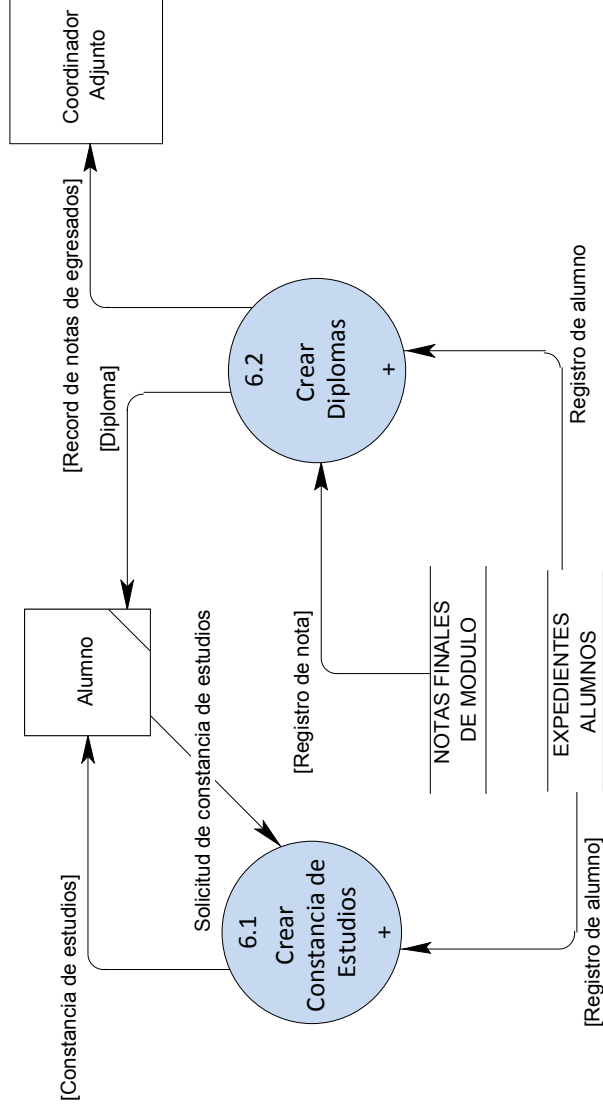 Coordinador
Adjunto
[Record de notas de egresados]
[Diploma]
Alumno
[Constancia de estudios]
Solicitud de constancia de estudios
6.2
Crear
Diplomas
+
6.1
Crear
Constancia de
Estudios
+
[Registro de nota]
NOTAS FINALES
DE MODULO
EXPEDIENTES
ALUMNOS
Registro de alumno
[Registro de alumno]